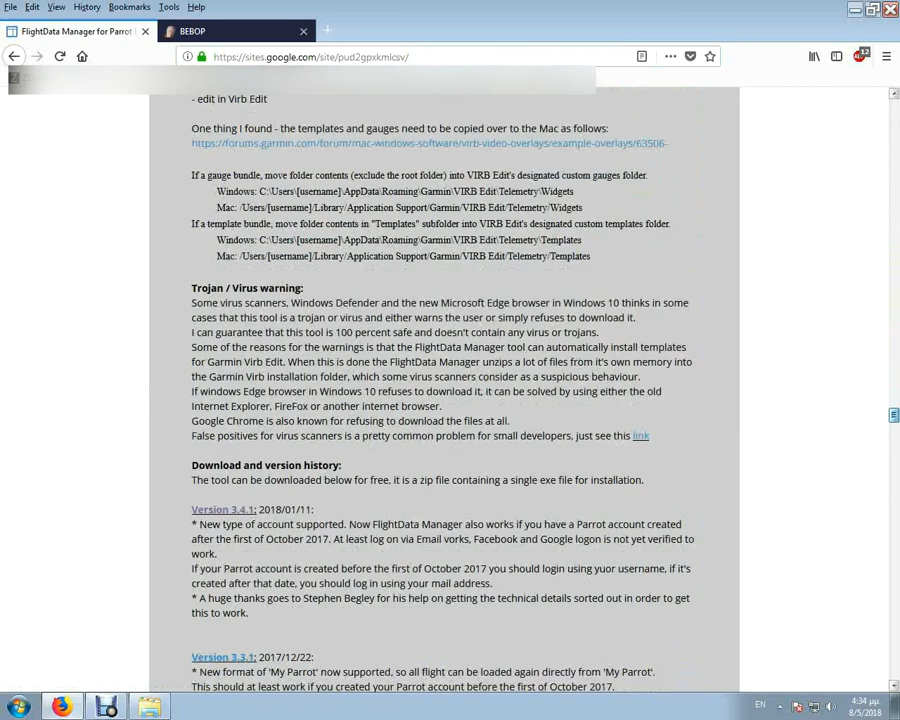 File Edit View History Bookmarks Tools Help
FlightData Manager for Parrot
BEBOP
https://sites.google.com/site/pud2gpxkmlcsv/
12
- edit in Virb Edit
One thing I found - the templates and gauges need to be copied over to the Mac as follows:
https://forums.garmin.com/forum/mac-windows-software/virb-video-overlays/example-overlays/63506-
If a gauge bundle, move folder contents (exclude the root folder) into VIRB Edit's designated custom gauges folder.
Windows: C:\Users\[username]\AppData\Roaming\Garmin\VIRB Edit\Telemetry\Widgets
Mac: /Users/[username]/Library/Application Support/Garmin/VIRB Edit/Telemetry/Widgets
If a template bundle, move folder contents in "Templates" subfolder into VIRB Edit's designated custom templates folder.
Windows: C:\Users\[username]\AppData\Roaming\Garmin\VIRB Edit\Telemetry\Templates
Mac: /Users/[username]/Library/Application Support/Garmin/VIRB Edit/Telemetry/Templates
Trojan / Virus warning:
Some virus scanners, Windows Defender and the new Microsoft Edge browser in Windows 10 thinks in some
cases that this tool is a trojan or virus and either warns the user or simply refuses to download it.
I can guarantee that this tool is 100 percent safe and doesn't contain any virus or trojans.
Some of the reasons for the warnings is that the FlightData Manager tool can automatically install templates
for Garmin Virb Edit. When this is done the FlightData Manager unzips a lot of files from it's own memory into
the Garmin Virb installation folder, which some virus scanners consider as a suspicious behaviour.
If windows Edge browser in Windows 10 refuses to download it, it can be solved by using either the old
Internet Explorer, FireFox or another internet browser.
Google Chrome is also known for refusing to download the files at all.
False positives for virus scanners is a pretty common problem for small developers, just see this link
Download and version history:
The tool can be downloaded below for free, it is a zip file containing a single exe file for installation.
Version 3.4.1: 2018/01/11:
* New type of account supported. Now FlightData Manager also works if you have a Parrot account created
after the first of October 2017. At least log on via Email vorks, Facebook and Google logon is not yet verified to
work.
If your Parrot account is created before the first of October 2017 you should login using yuor username, if it's
created after that date, you should log in using your mail address.
* A huge thanks goes to Stephen Begley for his help on getting the technical details sorted out in order to get
this to work.
Version 3.3.1: 2017/12/22:
* New format of 'My Parrot' now supported, so all flight can be loaded again directly from 'My Parrot'.
This should at least work if you created your Parrot account before the first of October 2017.
EN
4:34 μμ
8/5/2018